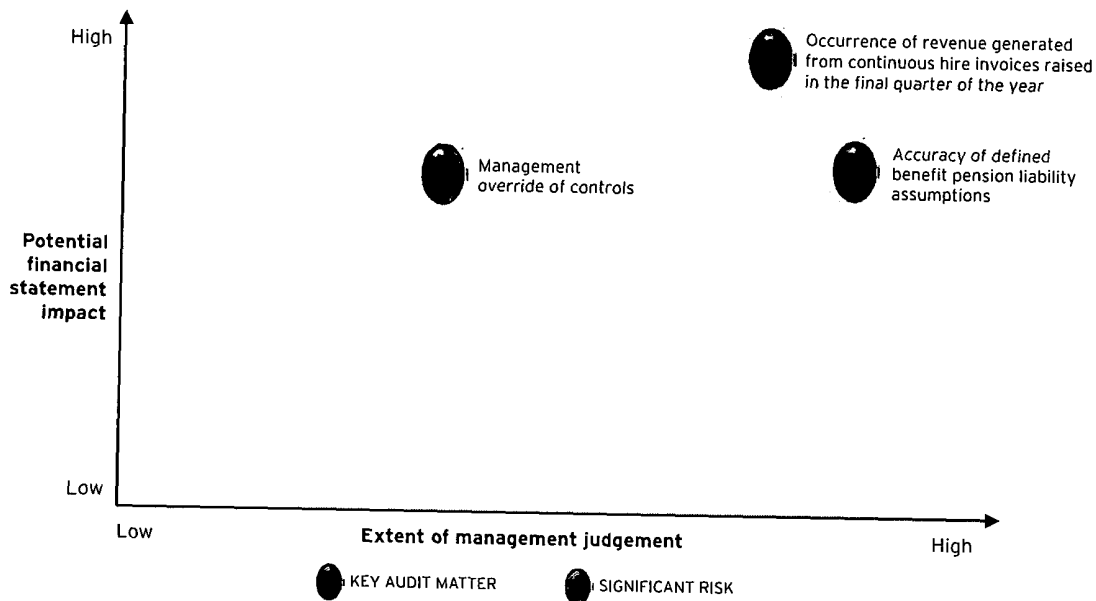 High
Occurrence of revenue generated
from continuous hire invoices raised
in the final quarter of the year
Management
override of controls
Accuracy of defined
benefit pension liability
assumptions
Potential
financial
statement
impact
Low
Low
Extent of management judgement
High
KEY AUDIT MATTER
SIGNIFICANT RISK